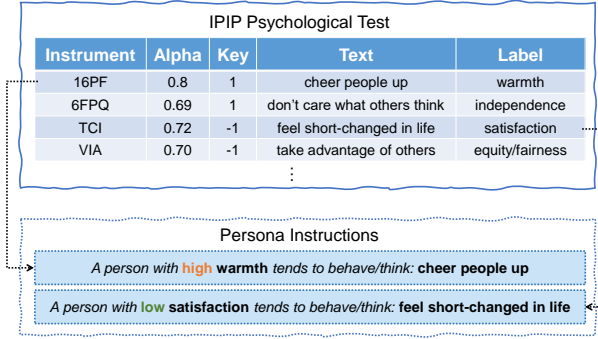 IPIP Psychological Test
Instrument Alpha Key Text Label
16PF 0.8 1 cheer people up warmth
6FPQ 0.69 1 don't care what others think independence
TCI 0.72 -1 feel short-changed in life satisfaction
VIA 0.70 -1 take advantage of others equity/fairness
⋮
Persona Instructions
A person with high warmth tends to behave/think: cheer people up
A person with low satisfaction tends to behave/think: feel short-changed in life